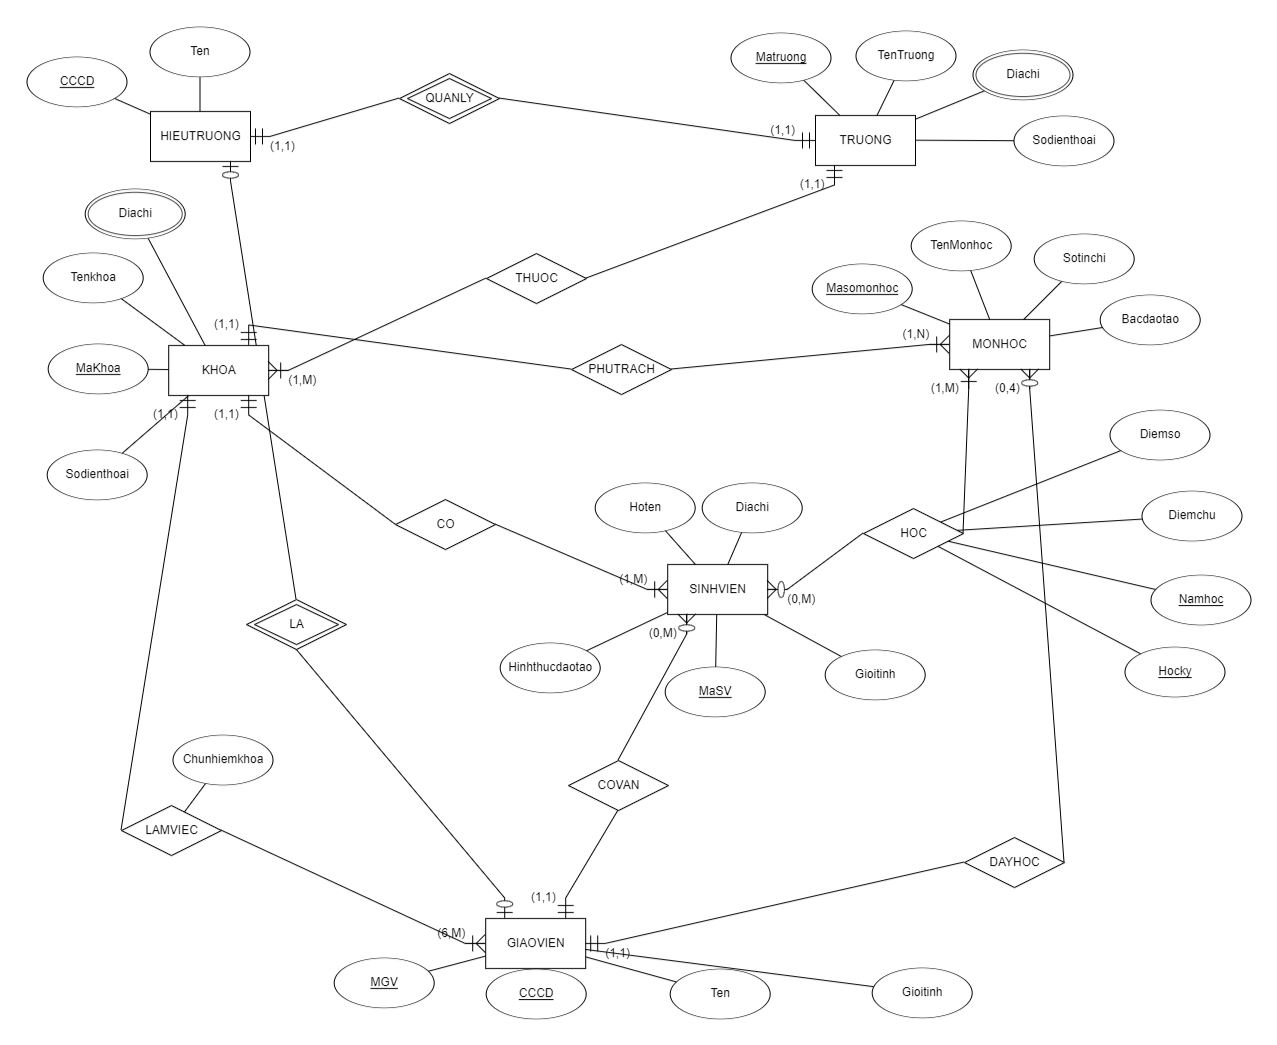 Ten
CCCD
HIEUTRUONG
(1,1)
QUANLY
Matruong
TenTruong
Diachi
(1,1)
TRUONG
Sodienthoai
(1,1)
Diachi
Tenkhoa
THUOC
TenMonhoc
Sotinchi
Masomonhoc
Bacdaotao
(1,1)
(1,N)
MONHOC
MaKhoa
KHOA
(1,M)
PHUTRACH
(1,M)
(0,4)
(1,1)
(1,1)
Sodienthoai
Diemso
Hoten
Diachi
CO
HOC
Diemchu
(1,M)
SINHVIEN
(0,M)
Namhoc
LA
(0,M)
Hinhthucdaotao
MaSV
Gioitinh
Hocky
Chunhiemkhoa
COVAN
LAMVIEC
DAYHOC
(1,1)
(6,M)
GIAOVIEN
(1,1)
MGV
CCCD
Ten
Gioitinh